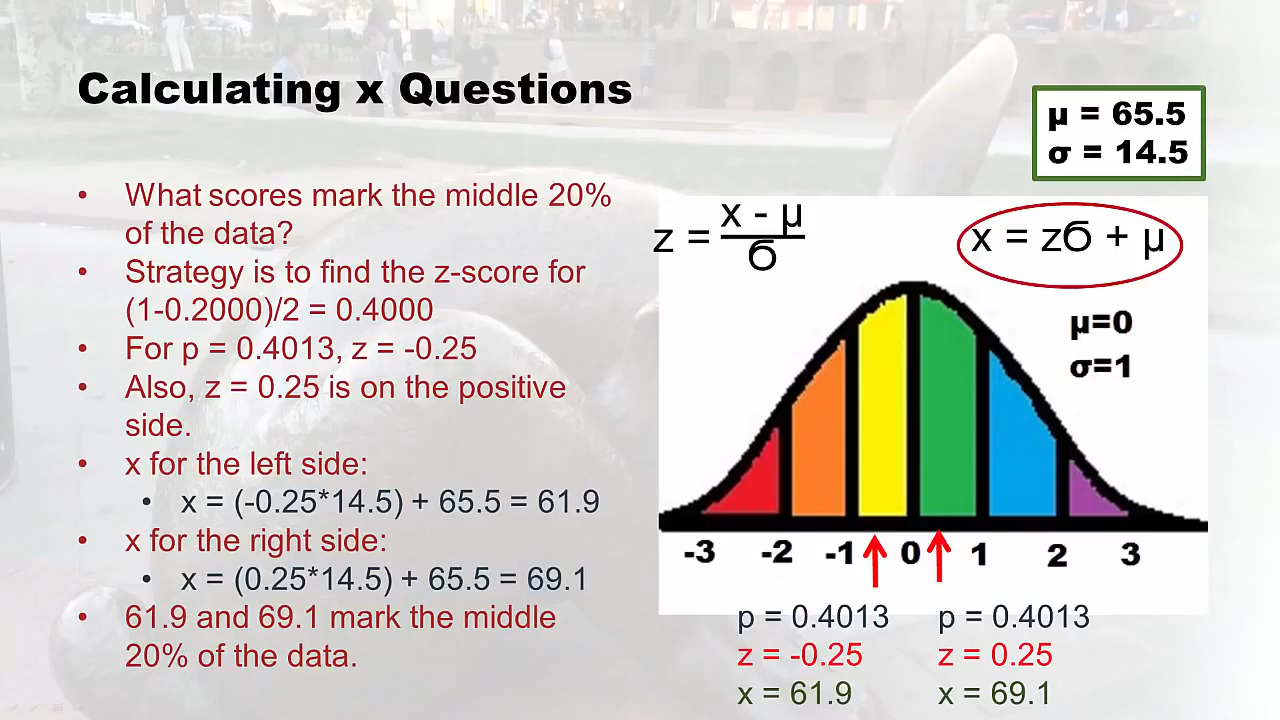 Calculating x Questions
μ = 65.5
σ = 14.5
• What scores mark the middle 20%
of the data?
• Strategy is to find the z-score for
(1-0.2000)/2 = 0.4000
• For p = 0.4013, z = -0.25
• Also, z = 0.25 is on the positive
side.
• x for the left side:
• x = (-0.25*14.5) + 65.5 = 61.9
• x for the right side:
• x = (0.25*14.5) + 65.5 = 69.1
• 61.9 and 69.1 mark the middle
20% of the data.
x - μ
z =
б
x = zб + μ
μ=0
σ=1
-3 -2 -1 0 1 2 3
p = 0.4013 p = 0.4013
z = -0.25 z = 0.25
x = 61.9 x = 69.1